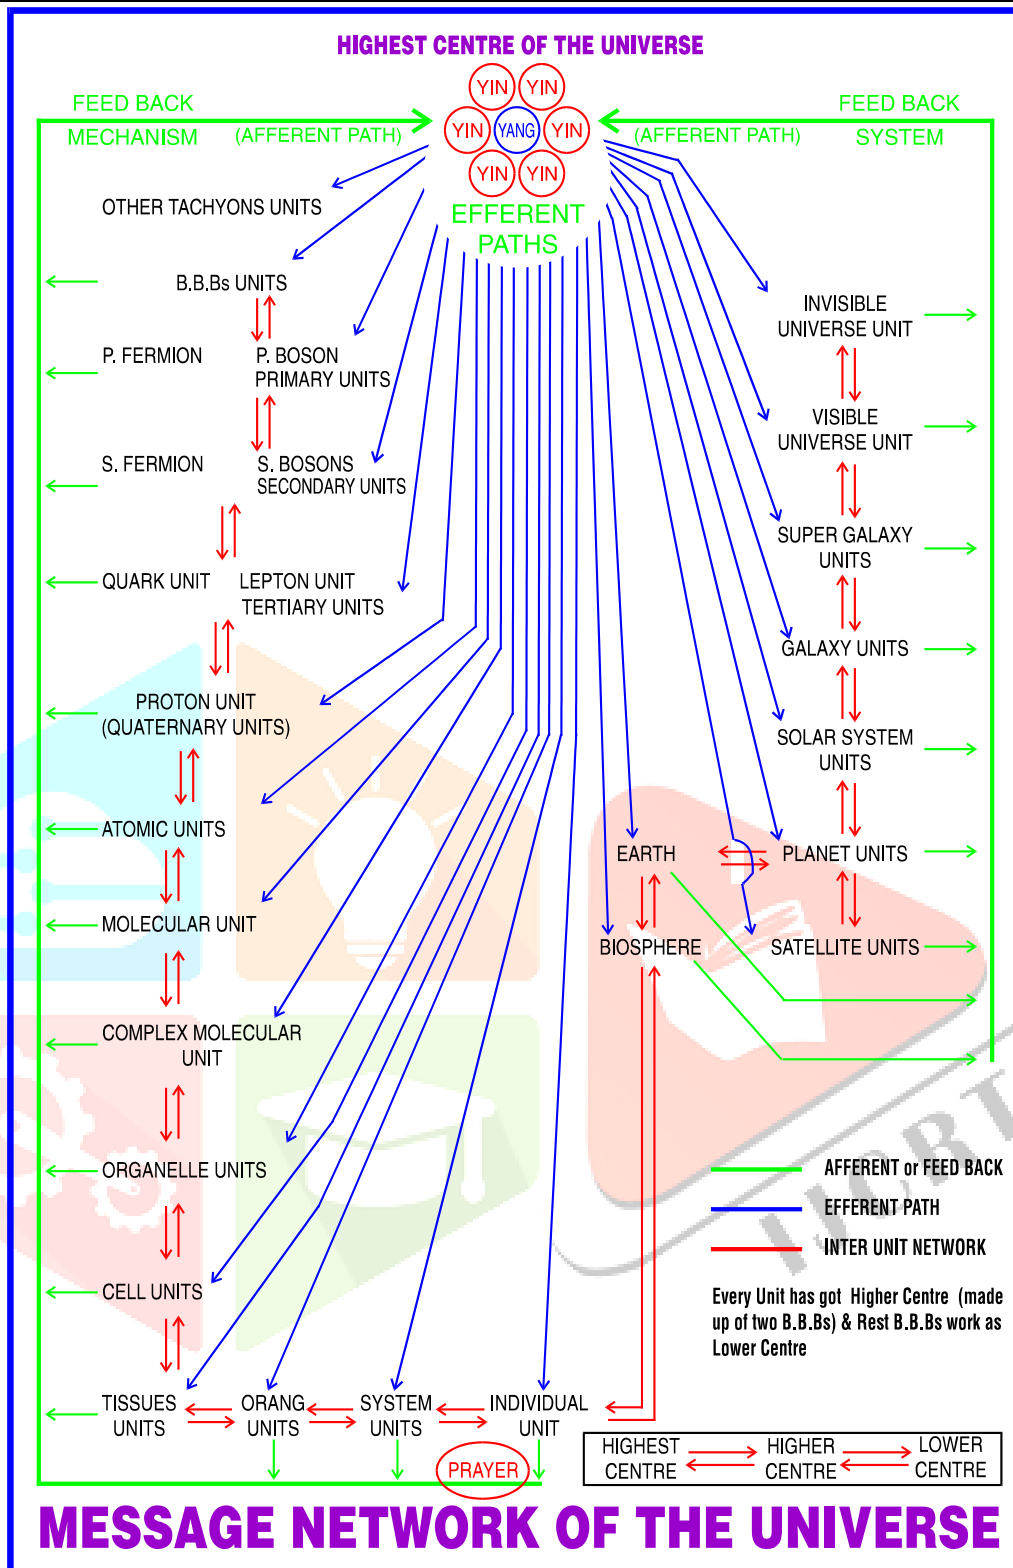 HIGHEST CENTRE OF THE UNIVERSE
YIN YIN
YIN YANG YIN
YIN YIN
FEED BACK
MECHANISM (AFFERENT PATH)
FEED BACK
(AFFERENT PATH) SYSTEM
EFFERENT
PATHS
OTHER TACHYONS UNITS
B.B.Bs UNITS
P. FERMION P. BOSON
PRIMARY UNITS
S. FERMION S. BOSONS
SECONDARY UNITS
QUARK UNIT LEPTON UNIT
TERTIARY UNITS
PROTON UNIT
(QUATERNARY UNITS)
ATOMIC UNITS
MOLECULAR UNIT
COMPLEX MOLECULAR
UNIT
ORGANELLE UNITS
CELL UNITS
TISSUES
UNITS
ORANG
UNITS
SYSTEM
UNITS
INDIVIDUAL
UNIT
PRAYER
INVISIBLE
UNIVERSE UNIT
VISIBLE
UNIVERSE UNIT
SUPER GALAXY
UNITS
GALAXY UNITS
SOLAR SYSTEM
UNITS
EARTH
PLANET UNITS
BIOSPHERE
SATELLITE UNITS
IJCRT
AFFERENT or FEED BACK
EFFERENT PATH
INTER UNIT NETWORK
Every Unit has got Higher Centre (made
up of two B.B.Bs) & Rest B.B.Bs work as
Lower Centre
HIGHEST HIGHER LOWER
CENTRE CENTRE CENTRE
MESSAGE NETWORK OF THE UNIVERSE